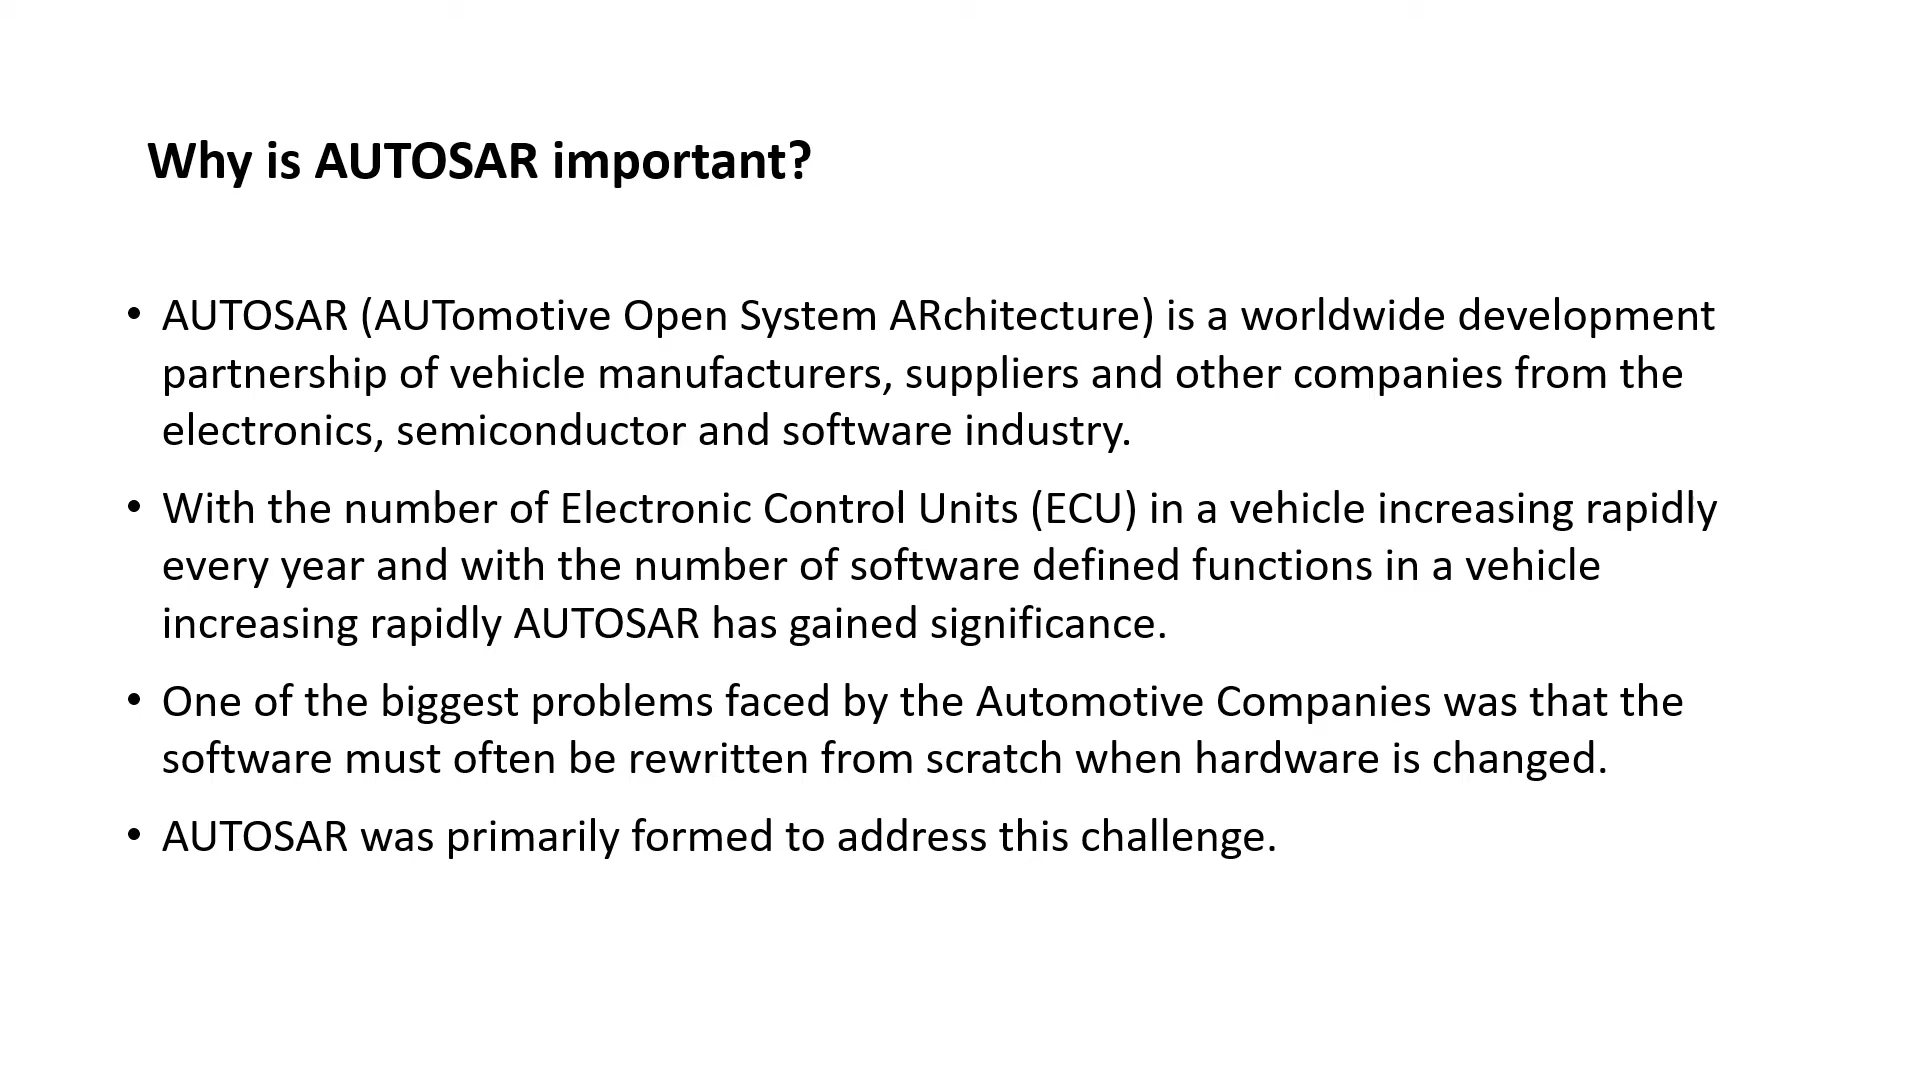 Why is AUTOSAR important?
• AUTOSAR (AUTomotive Open System ARchitecture) is a worldwide development
partnership of vehicle manufacturers, suppliers and other companies from the
electronics, semiconductor and software industry.
• With the number of Electronic Control Units (ECU) in a vehicle increasing rapidly
every year and with the number of software defined functions in a vehicle
increasing rapidly AUTOSAR has gained significance.
• One of the biggest problems faced by the Automotive Companies was that the
software must often be rewritten from scratch when hardware is changed.
• AUTOSAR was primarily formed to address this challenge.